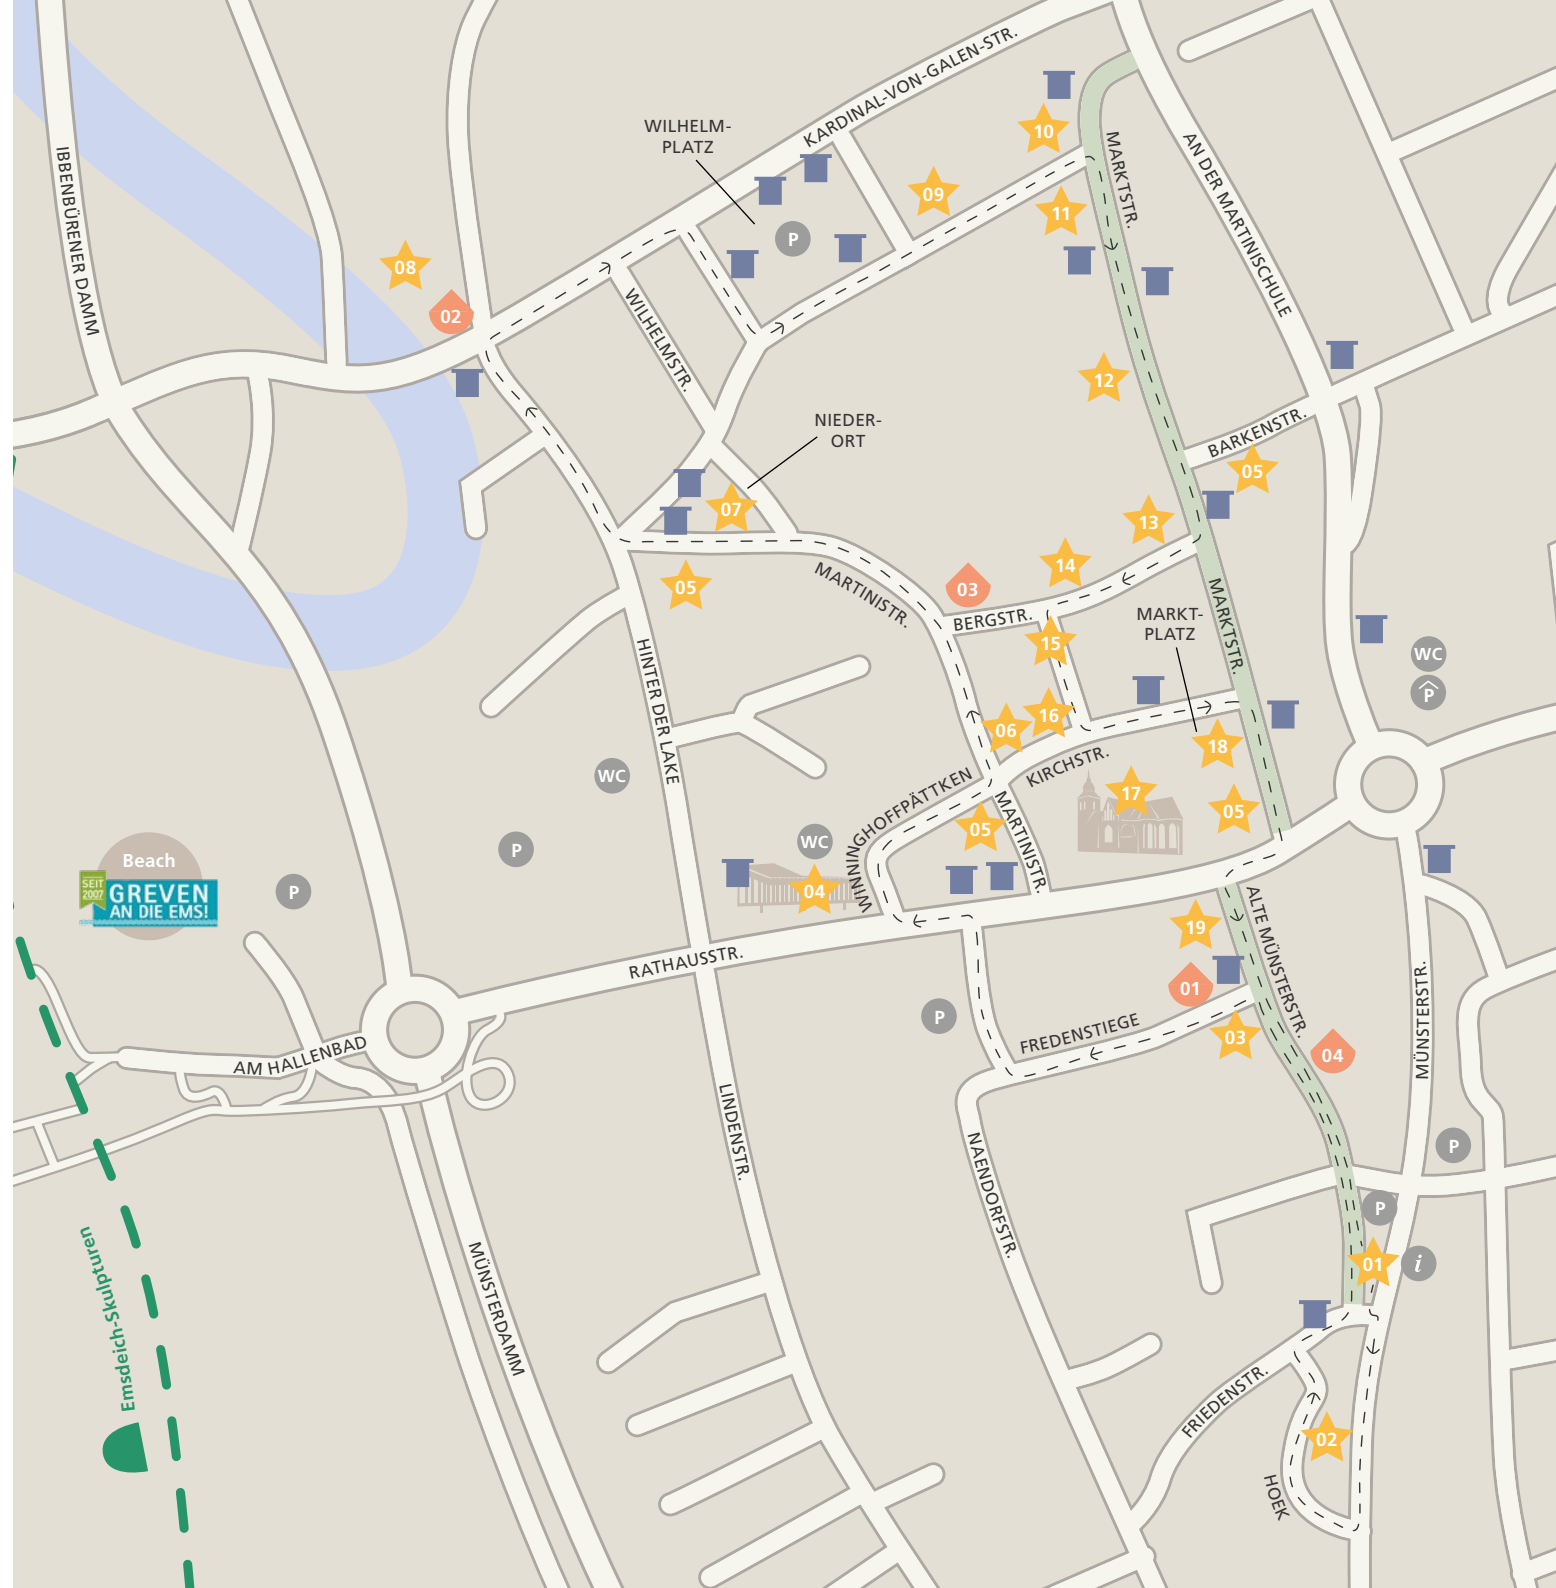 KARDINAL-VON-GALEN-STR.
WILHELM-
PLATZ
10
MARKTSTR.
AN DER MARTINISCHULE
IBBENBÜRENER DAMM
09
11
P
08
02
WILHELMSTR.
12
NIEDER-
ORT
BARKENSTR.
05
07
13
14
05
MARTINISTR.
03
BERGSTR.
MARKTSTR.
MARKT-
PLATZ
15
WC
P
HINTER DER LAKE
16
06
18
KIRCHSTR.
WC
17
05
WC
WINNINGHOFFPÄTTKEN
05
MARTINISTR.
P
Beach
SEIT
2007
GREVEN
AN DIE EMS!
P
04
ALTE MÜNSTERSTR.
19
RATHAUSSTR.
01
P
MÜNSTERSTR.
FREDENSTIEGE
03
04
AM HALLENBAD
LINDENSTR.
P
NAENDORFSTR.
P
01
i
Emsdeich-Skulpturen
MÜNSTERDAMM
FRIEDENSTR.
02
HOEK